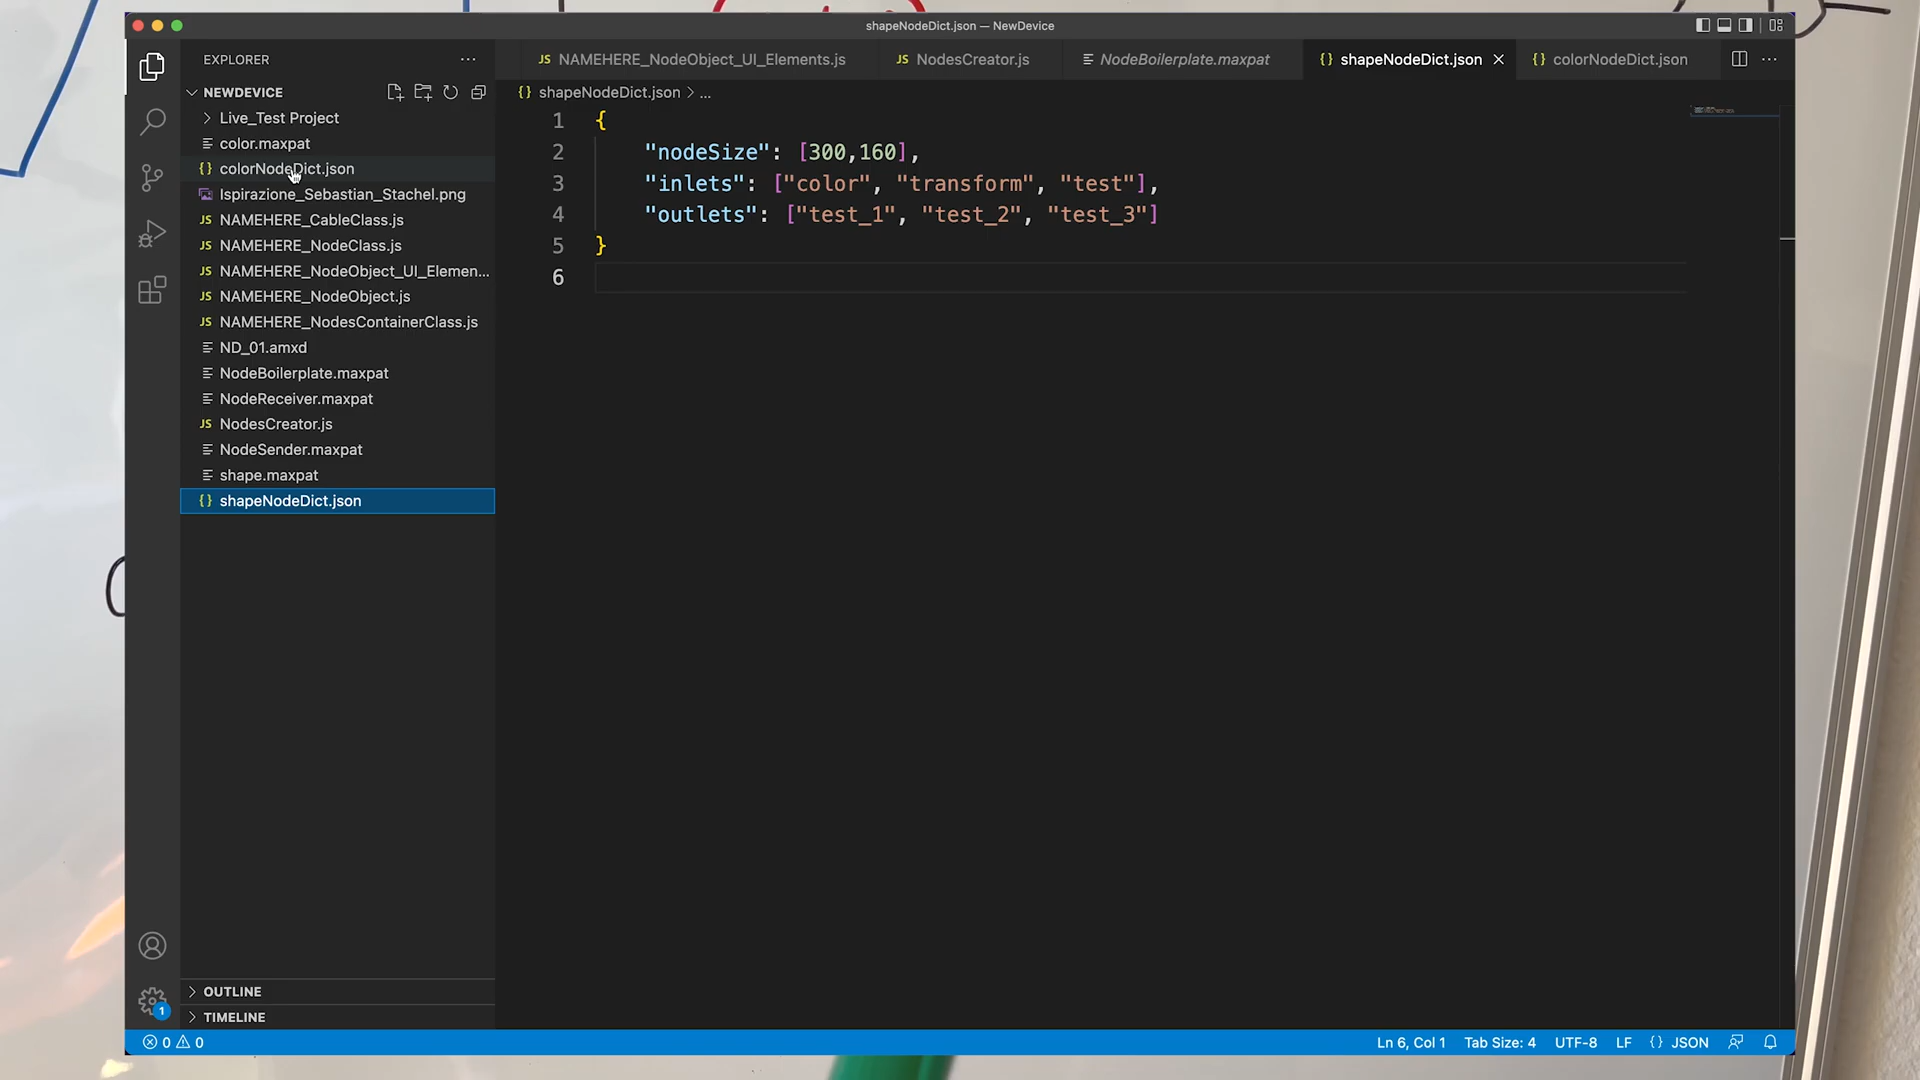 shapeNodeDict.json — NewDevice
EXPLORER
NEWDEVICE
Live_Test Project
color.maxpat
colorNodeDict.json
Ispirazione_Sebastian_Stachel.png
NAMEHERE_CableClass.js
NAMEHERE_NodeClass.js
NAMEHERE_NodeObject_UI_Elemen...
NAMEHERE_NodeObject.js
NAMEHERE_NodesContainerClass.js
ND_01.amxd
NodeBoilerplate.maxpat
NodeReceiver.maxpat
NodesCreator.js
NodeSender.maxpat
shape.maxpat
shapeNodeDict.json
OUTLINE
TIMELINE
JS NAMEHERE_NodeObject_UI_Elements.js JS NodesCreator.js NodeBoilerplate.maxpat {} shapeNodeDict.json {} colorNodeDict.json
{} shapeNodeDict.json > ...
1 {
2 "nodeSize": [300,160],
3 "inlets": ["color", "transform", "test"],
4 "outlets": ["test_1", "test_2", "test_3"]
5 }
6
1
0 0 Ln 6, Col 1 Tab Size: 4 UTF-8 LF {} JSON